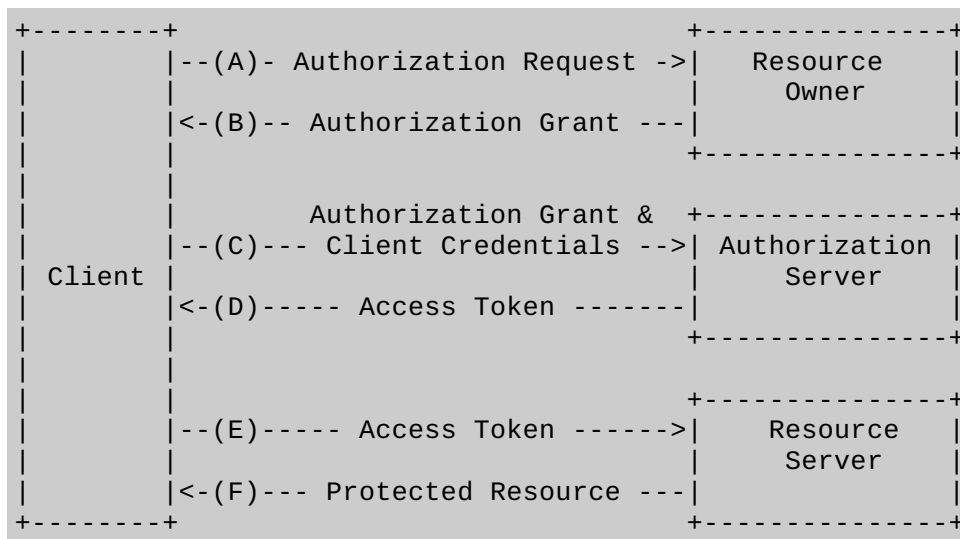 +--------+                               +---------------+
|        |--(A)- Authorization Request ->|   Resource    |
|        |                               |     Owner     |
|        |<-(B)-- Authorization Grant ---|               |
|        |                               +---------------+
|        |
|        |        Authorization Grant &  +---------------+
|        |--(C)--- Client Credentials -->| Authorization |
| Client |                               |     Server    |
|        |<-(D)----- Access Token -------|               |
|        |                               +---------------+
|        |
|        |                               +---------------+
|        |--(E)----- Access Token ------>|    Resource   |
|        |                               |     Server    |
|        |<-(F)--- Protected Resource ---|               |
+--------+                               +---------------+